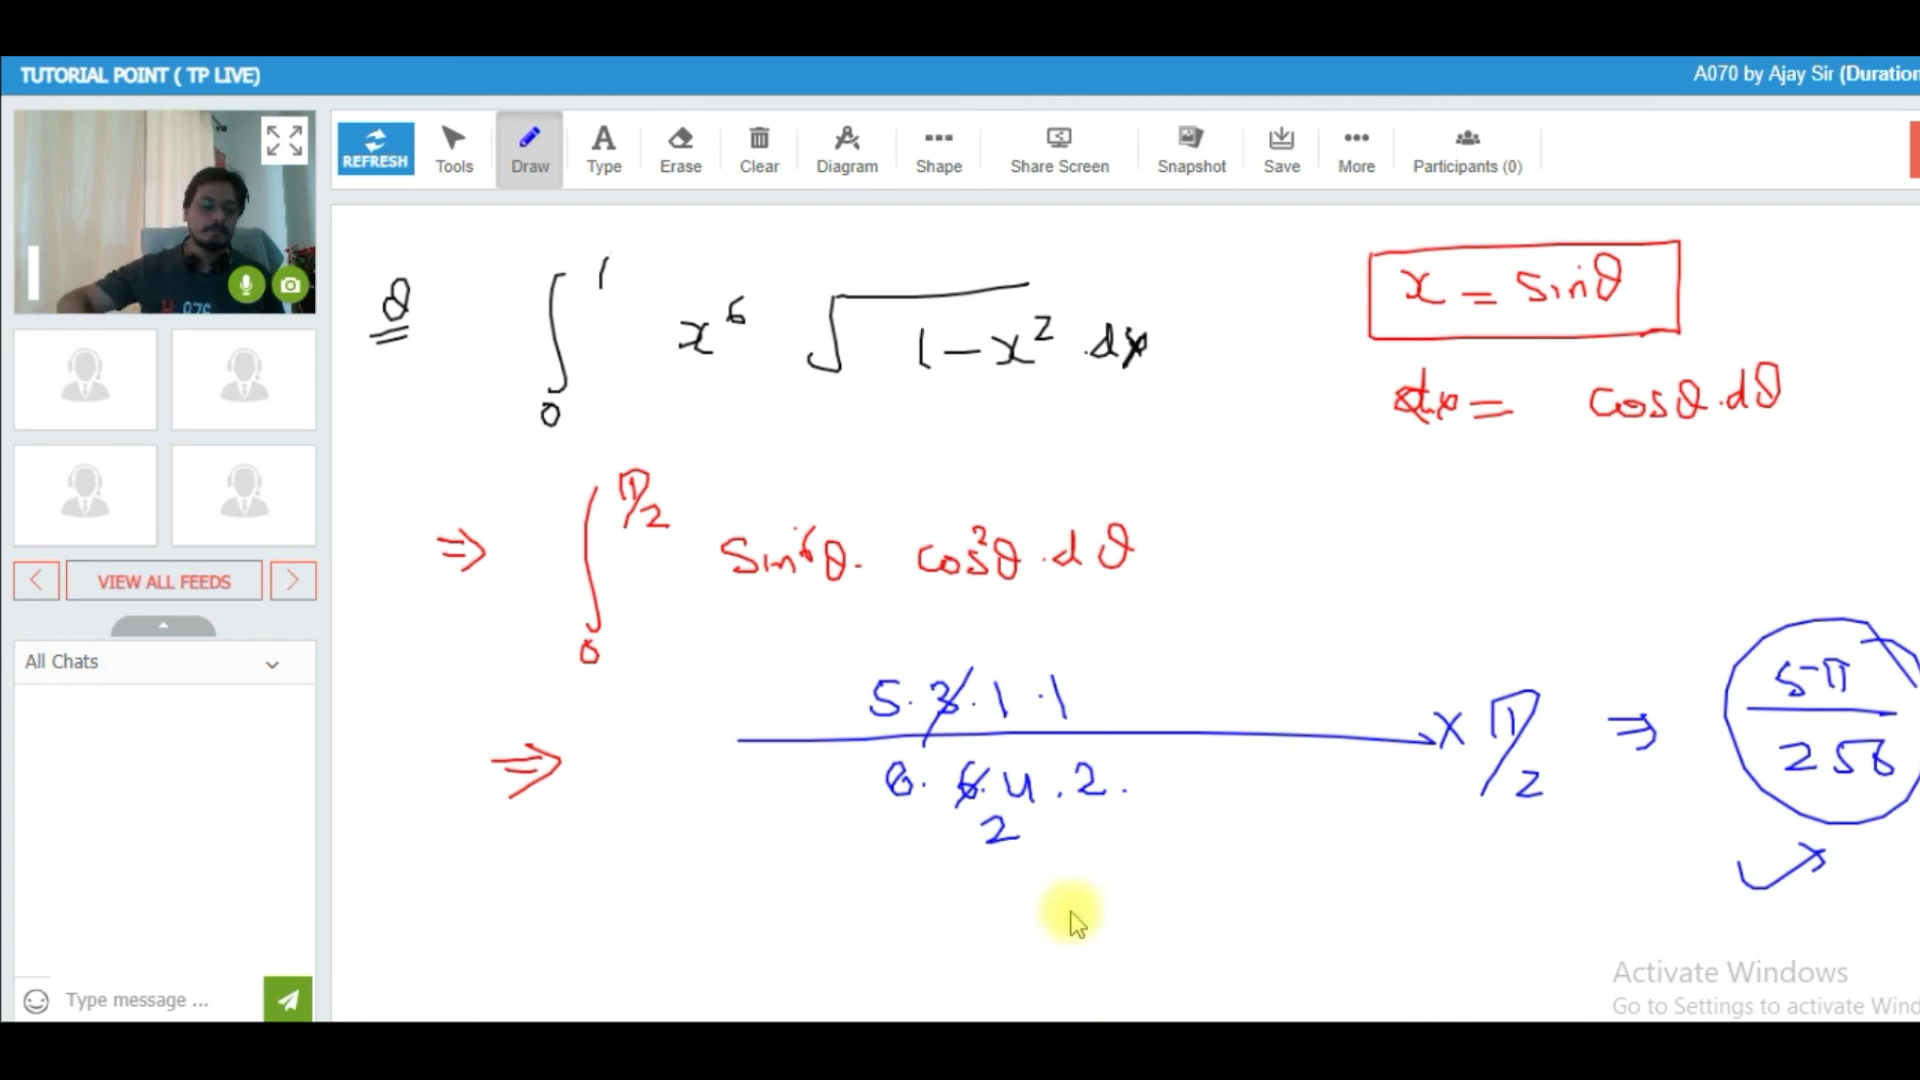 TUTORIAL POINT ( TP LIVE)
A070 by Ajay Sir (Duration
REFRESH
Tools
Draw
Type
Erase
Clear
Diagram
Shape
Share Screen
Snapshot
Save
More
Participants (0)
Q ∫₀¹ x⁶ √(1-x²) dx
x = sinθ
dx = cosθ.dθ
⇒ ∫₀^π/2 sin⁶θ. cos²θ.dθ
⇒ 5.3.1.1 / 8.6.4.2. × π/2 ⇒ 5π/256
2
VIEW ALL FEEDS
All Chats
Type message ...
Activate Windows
Go to Settings to activate Wind